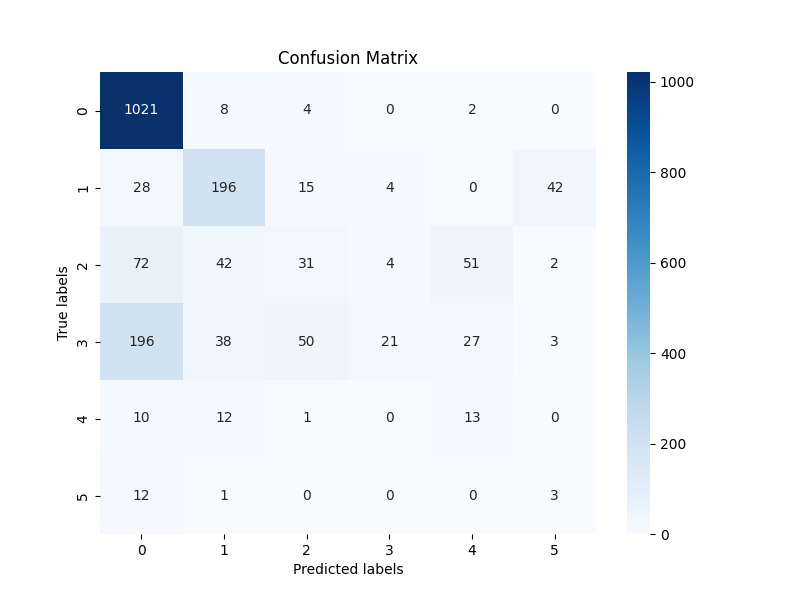 Confusion Matrix
0 1021 8 4 0 2 0
1 28 196 15 4 0 42
2 72 42 31 4 51 2
3 196 38 50 21 27 3
4 10 12 1 0 13 0
5 12 1 0 0 0 3
0 1 2 3 4 5
Predicted labels
True labels
1000
800
600
400
200
0